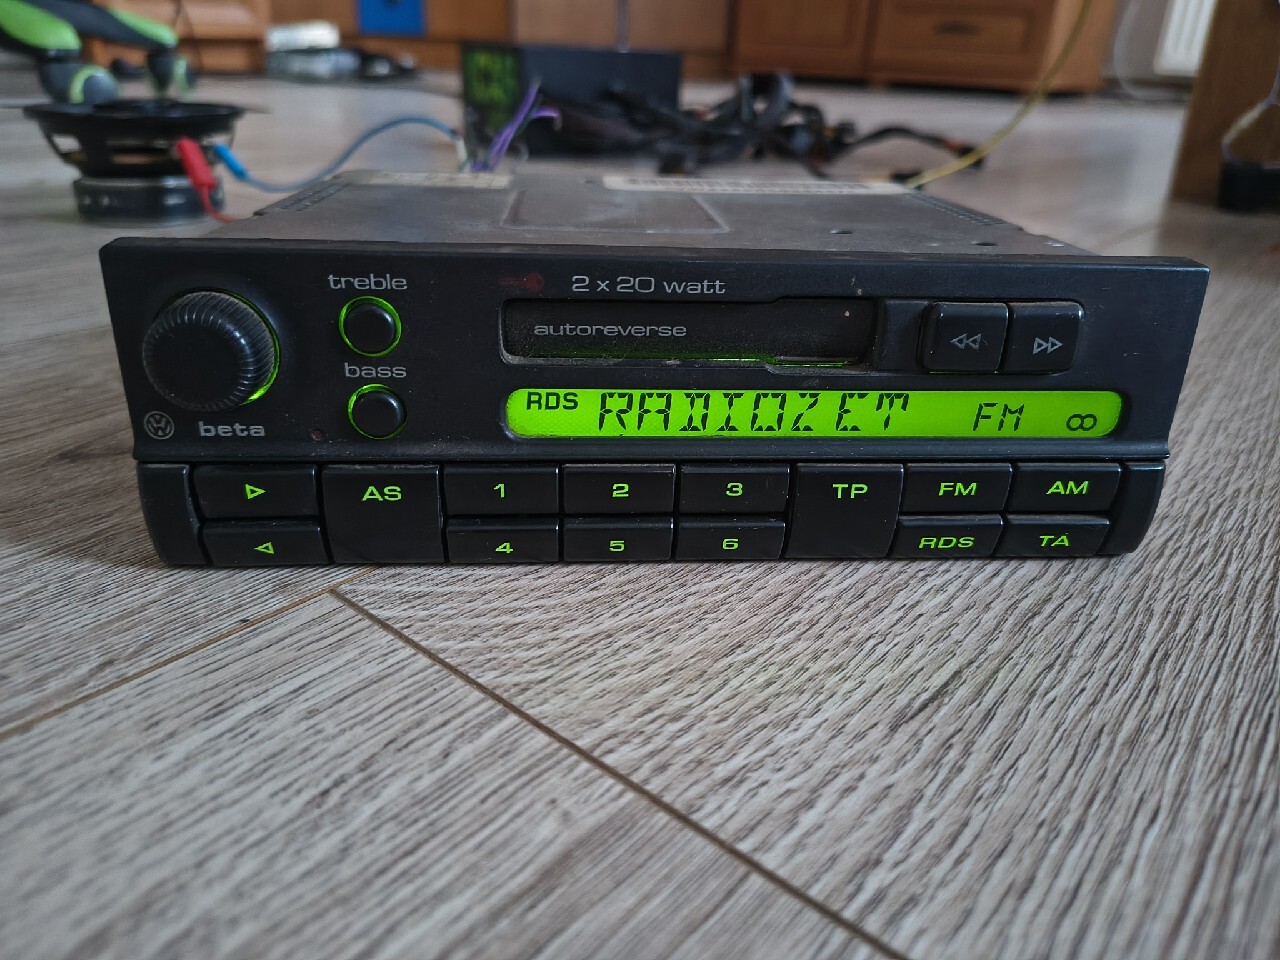 treble
2 x 20 watt
autoreverse
bass
RDS RADIOZET FM
beta
AS 1 2 3 TP FM AM
4 5 6 RDS TA